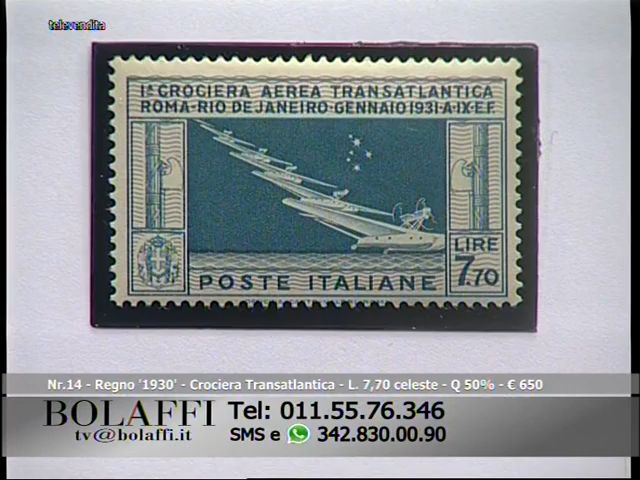 televendita
Iª CROCIERA AEREA TRANSATLANTICA
ROMA-RIO DE JANEIRO-GENNAIO 1931-A-IX-E.F.
LIRE
7.70
POSTE ITALIANE
Nr.14 - Regno '1930' - Crociera Transatlantica - L. 7,70 celeste - Q 50% - € 650
BOLAFFI
tv@bolaffi.it
Tel: 011.55.76.346
SMS e 342.830.00.90